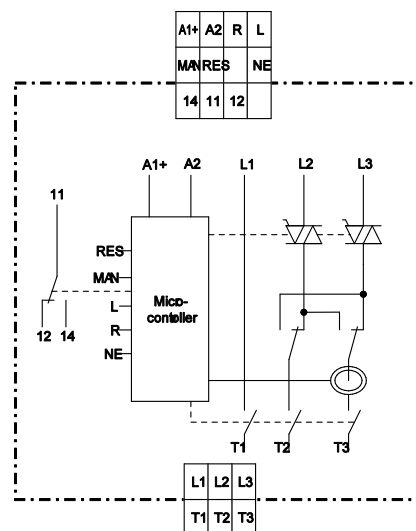 A1+ A2 R L
MAN RES NE
14 11 12
A1+ A2 L1 L2 L3
11
RES
MAN
L
Mico-
controller
R
NE
12 14
T1 T2 T3
L1 L2 L3
T1 T2 T3